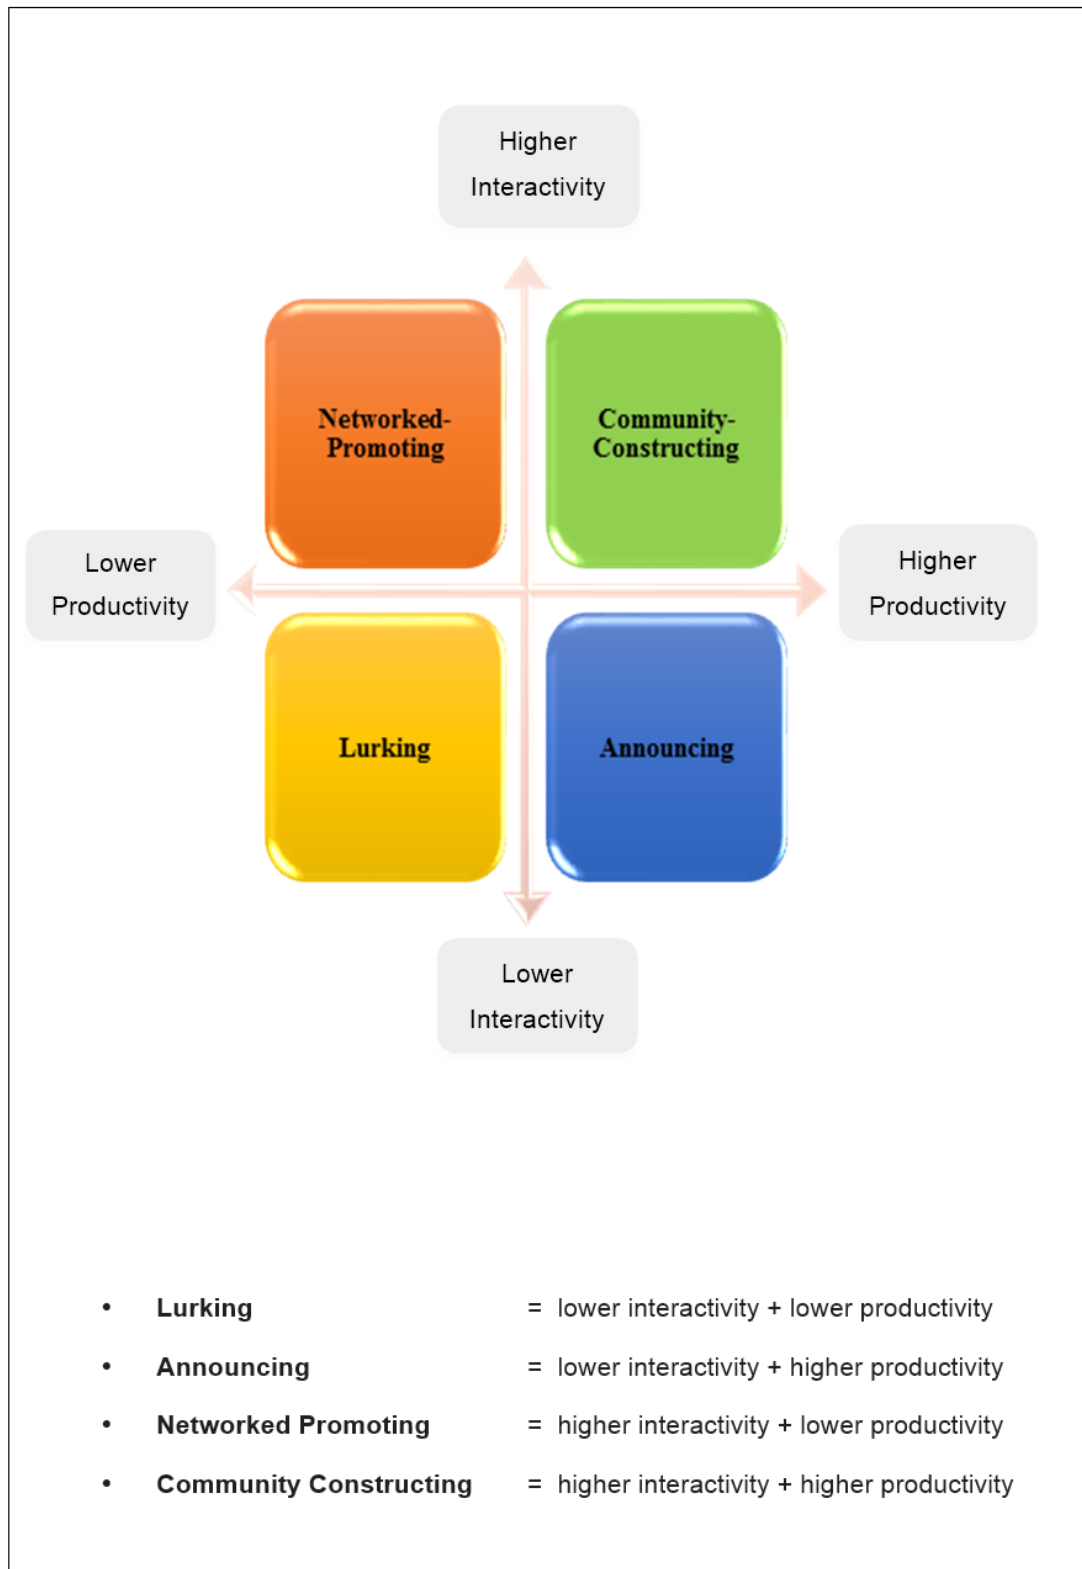 Higher
Interactivity
Networked-
Promoting
Community-
Constructing
Lower
Productivity
Higher
Productivity
Lurking
Announcing
Lower
Interactivity
• Lurking = lower interactivity + lower productivity
• Announcing = lower interactivity + higher productivity
• Networked Promoting = higher interactivity + lower productivity
• Community Constructing = higher interactivity + higher productivity